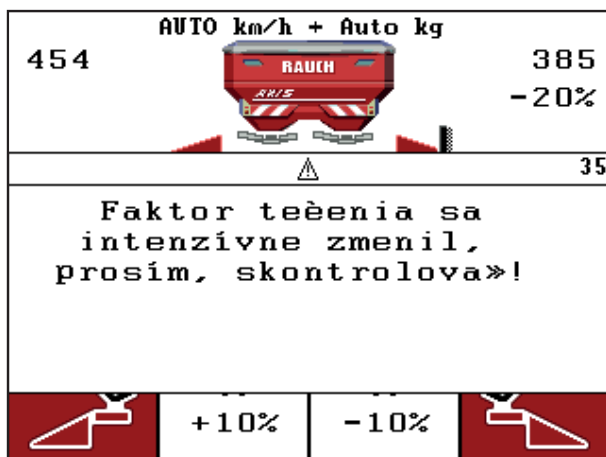 AUTO km/h + Auto kg
454
385
-20%
RAUCH
AXIS
35
Faktor teèenia sa
intenzívne zmenil,
prosím, skontrolova»!
+10%
-10%